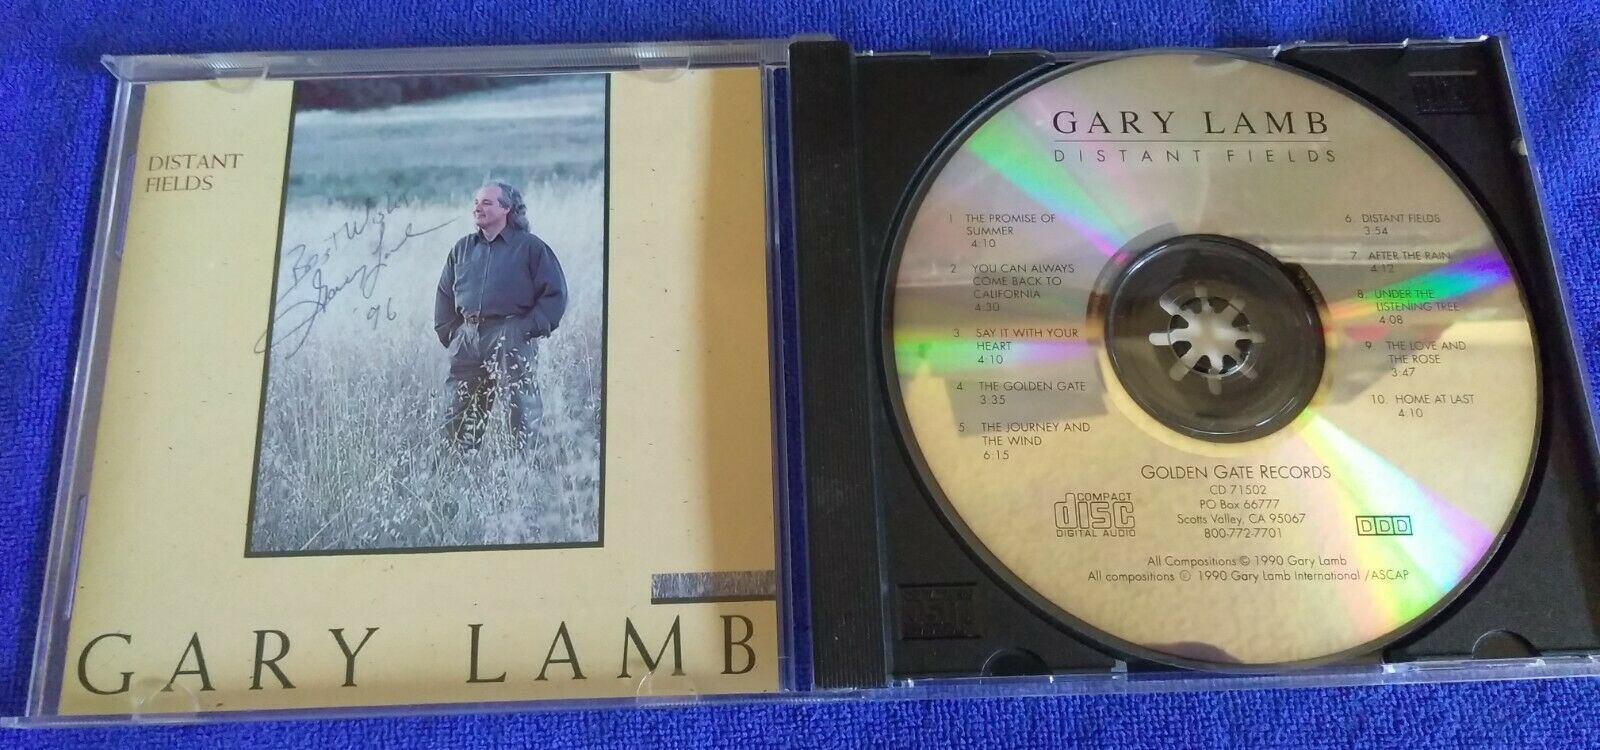 DISTANT
FIELDS
Best Wishes
Gary Lamb
'96
GARY LAMB
GARY LAMB
DISTANT FIELDS
1 THE PROMISE OF
SUMMER
4:10
2 YOU CAN ALWAYS
COME BACK TO
CALIFORNIA
4:30
3 SAY IT WITH YOUR
HEART
4:10
4 THE GOLDEN GATE
3:35
5. THE JOURNEY AND
THE WIND
6:15
6. DISTANT FIELDS
3:54
7. AFTER THE RAIN
4:12
8. UNDER THE
LISTENING TREE
4:08
9. THE LOVE AND
THE ROSE
3:47
10. HOME AT LAST
4:10
GOLDEN GATE RECORDS
CD 71502
PO Box 66777
Scotts Valley, CA 95067
800-772-7701
COMPACT
disc
DIGITAL AUDIO
DDD
All Compositions © 1990 Gary Lamb
All compositions ℗ 1990 Gary Lamb International /ASCAP